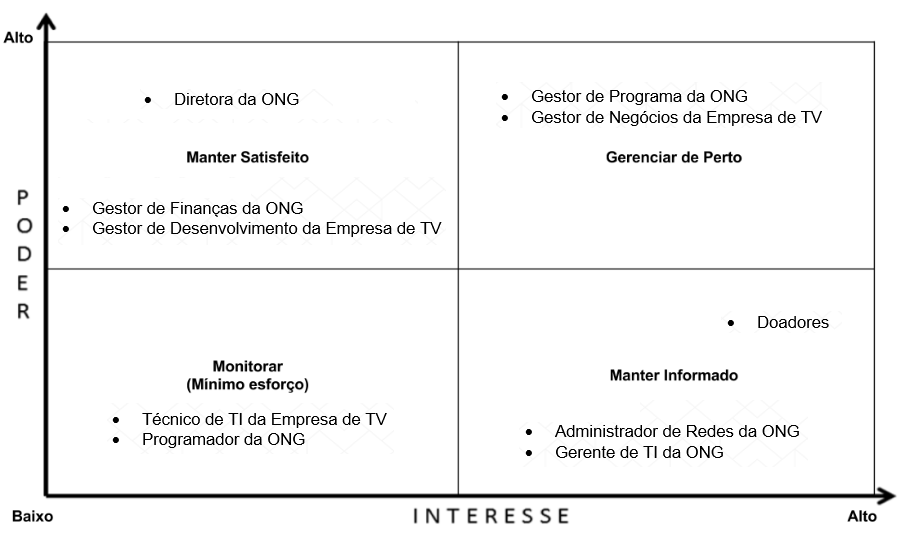 Alto
• Diretora da ONG
• Gestor de Programa da ONG
• Gestor de Negócios da Empresa de TV
Manter Satisfeito
Gerenciar de Perto
PODER
• Gestor de Finanças da ONG
• Gestor de Desenvolvimento da Empresa de TV
• Doadores
Monitorar
(Mínimo esforço)
Manter Informado
• Técnico de TI da Empresa de TV
• Programador da ONG
• Administrador de Redes da ONG
• Gerente de TI da ONG
Baixo
INTERESSE
Alto